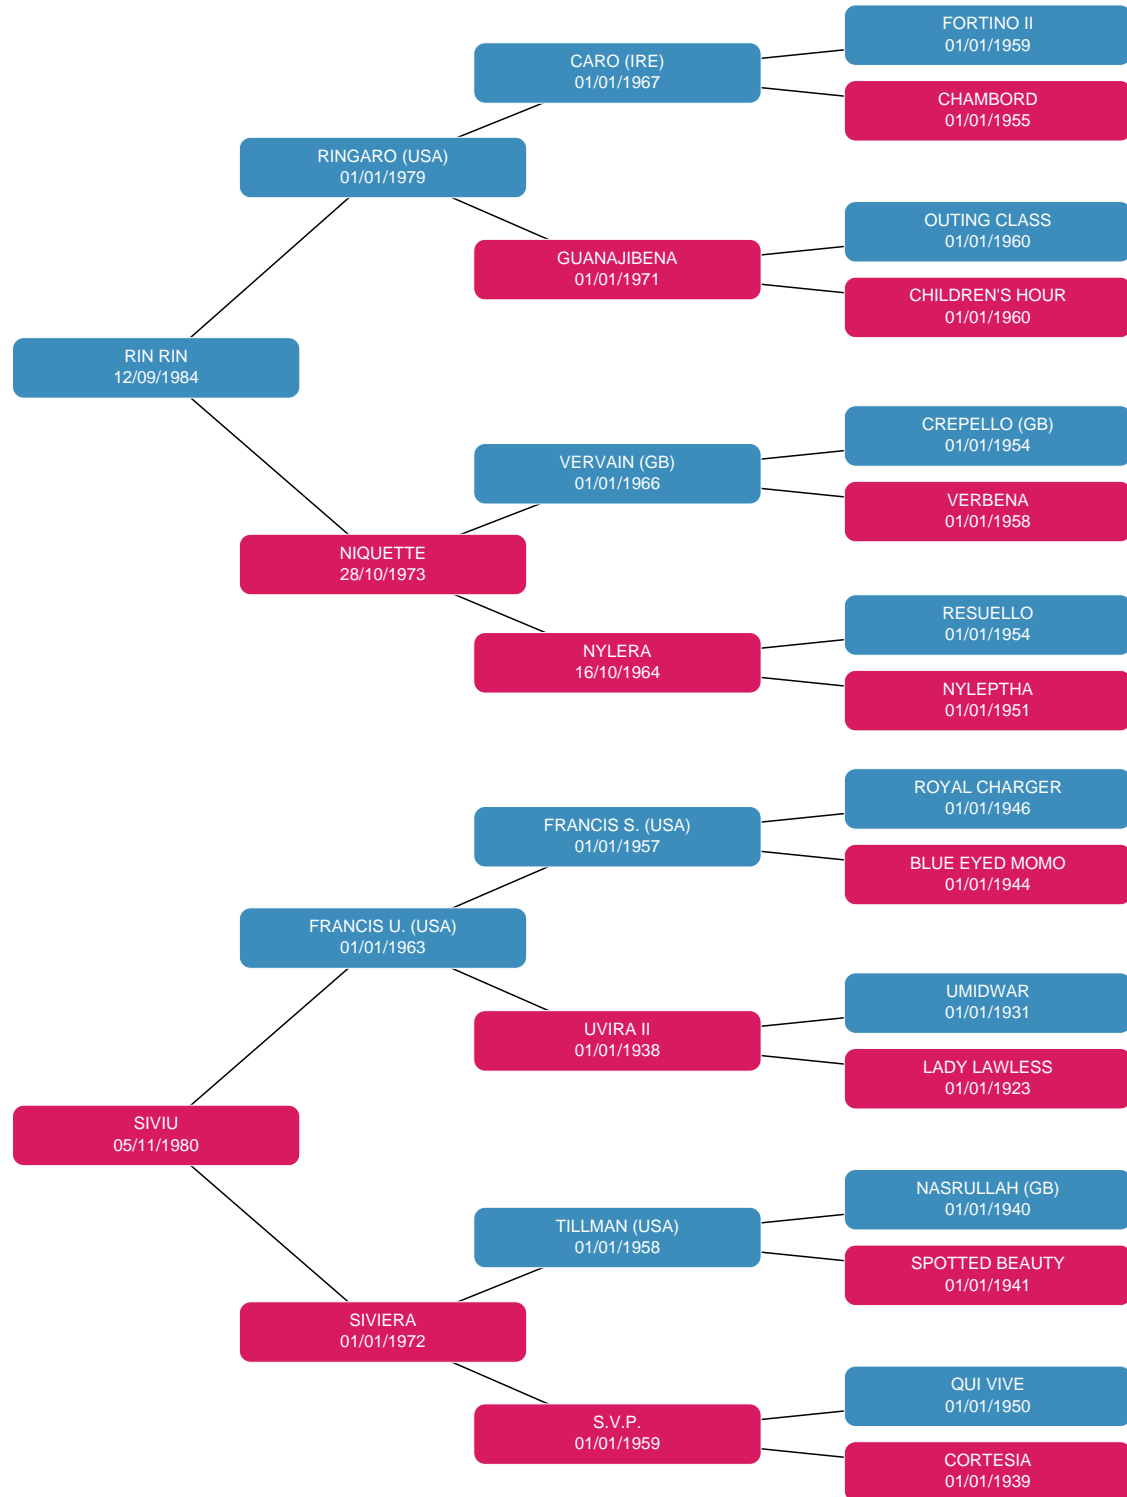 FORTINO II
01/01/1959
CARO (IRE)
01/01/1967
CHAMBORD
01/01/1955
RINGARO (USA)
01/01/1979
OUTING CLASS
01/01/1960
GUANAJIBENA
01/01/1971
CHILDREN'S HOUR
01/01/1960
RIN RIN
12/09/1984
CREPELLO (GB)
01/01/1954
VERVAIN (GB)
01/01/1966
VERBENA
01/01/1958
NIQUETTE
28/10/1973
RESUELLO
01/01/1954
NYLERA
16/10/1964
NYLEPTHA
01/01/1951
ROYAL CHARGER
01/01/1946
FRANCIS S. (USA)
01/01/1957
BLUE EYED MOMO
01/01/1944
FRANCIS U. (USA)
01/01/1963
UMIDWAR
01/01/1931
UVIRA II
01/01/1938
LADY LAWLESS
01/01/1923
SIVIU
05/11/1980
NASRULLAH (GB)
01/01/1940
TILLMAN (USA)
01/01/1958
SPOTTED BEAUTY
01/01/1941
SIVIERA
01/01/1972
QUI VIVE
01/01/1950
S.V.P.
01/01/1959
CORTESIA
01/01/1939